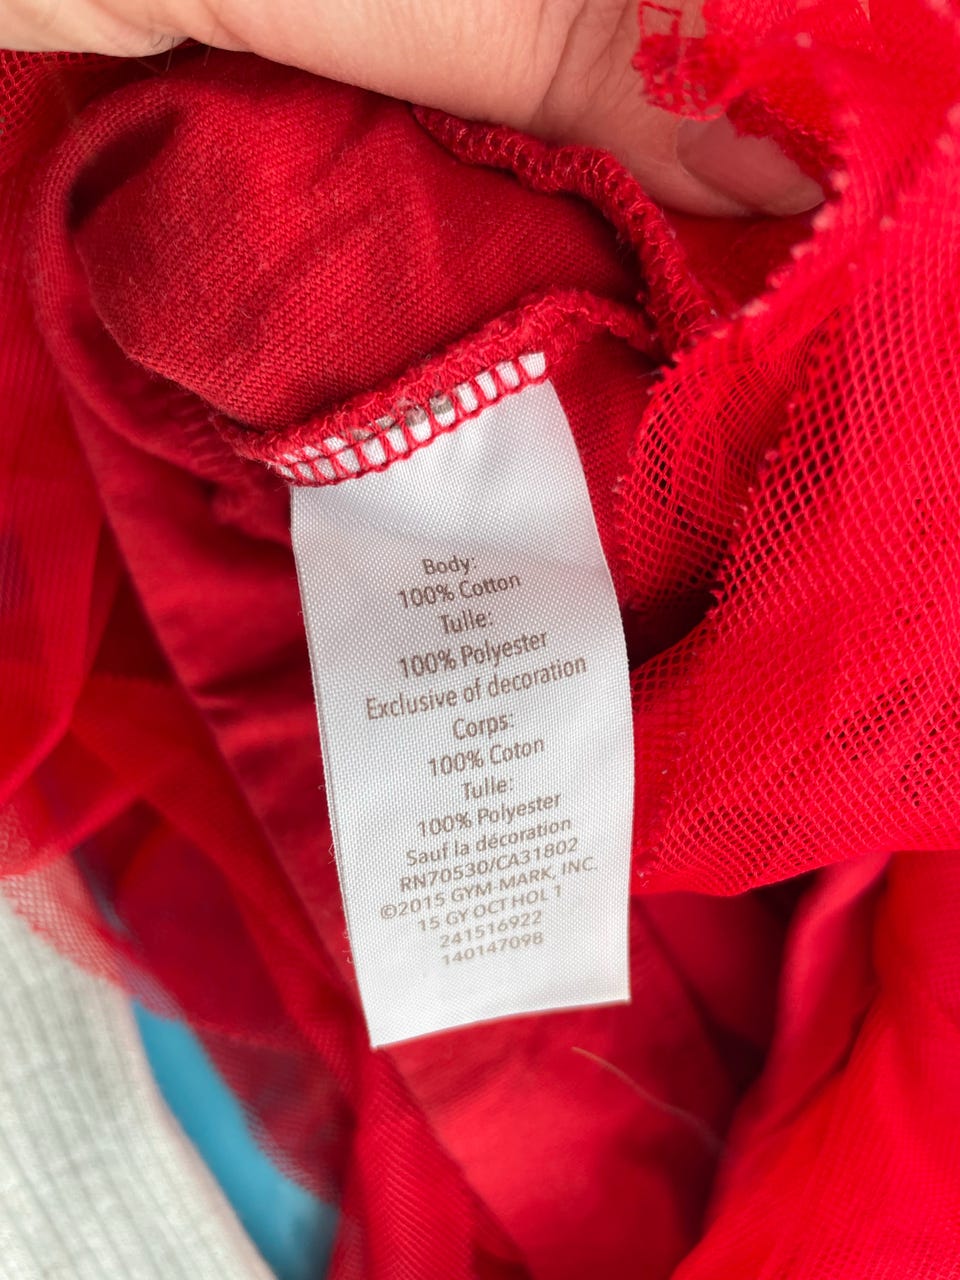 Body:
100% Cotton
Tulle:
100% Polyester
Exclusive of decoration
Corps:
100% Coton
Tulle:
100% Polyester
Sauf la décoration
RN70530/CA31802
©2015 GYM-MARK, INC.
15 GY OCT HOL 1
241516922
140147098